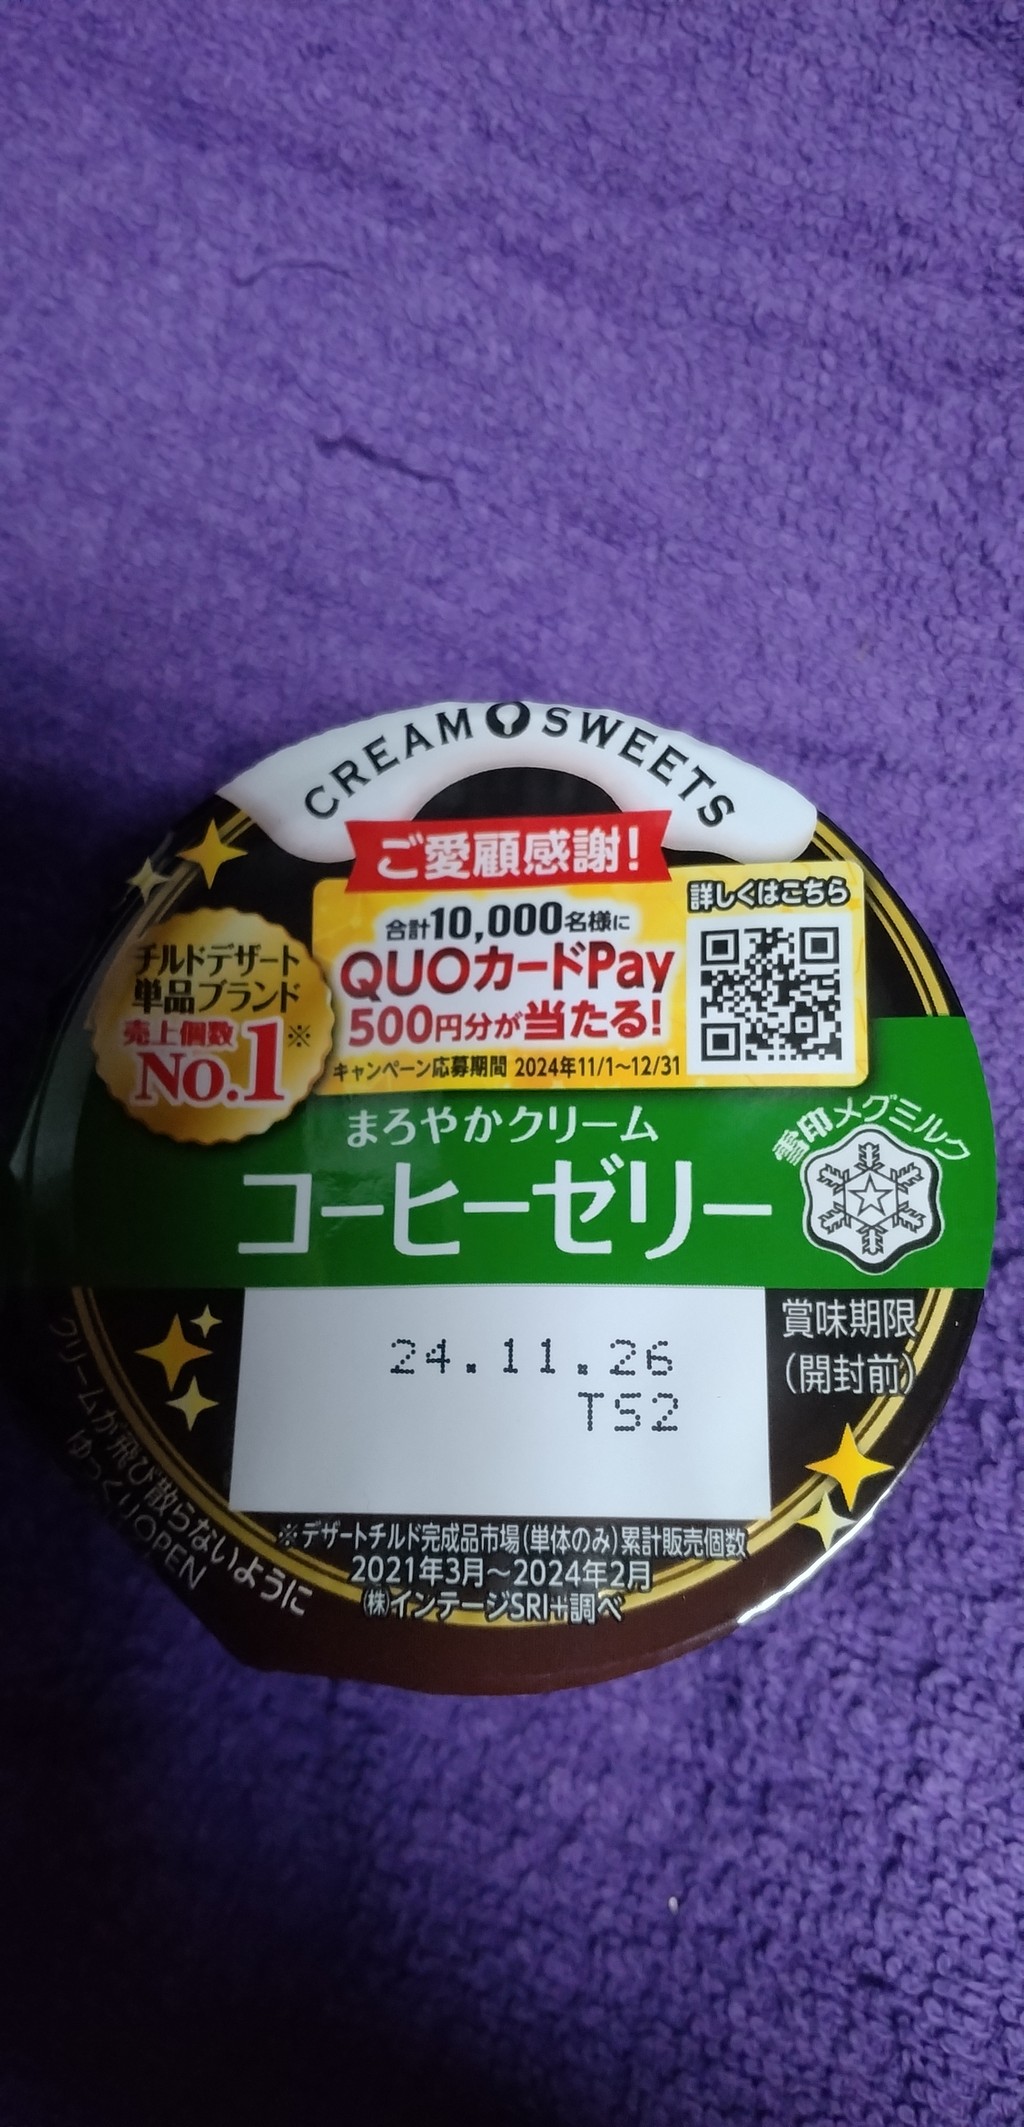 CREAM SWEETS
ご愛顧感謝!
合計10,000名様に
QUOカードPay
500円分が当たる!
キャンペーン応募期間 2024年11/1~12/31
詳しくはこちら
チルドデザート
単品ブランド
売上個数
No.1※
まろやかクリーム
コーヒーゼリー
雪印メグミルク
24.11.26
TS2
賞味期限
(開封前)
クリームが飛び散らないように
ゆっくりOPEN
※デザートチルド完成品市場(単体のみ)累計販売個数
2021年3月~2024年2月
㈱インテージSRI+調べ